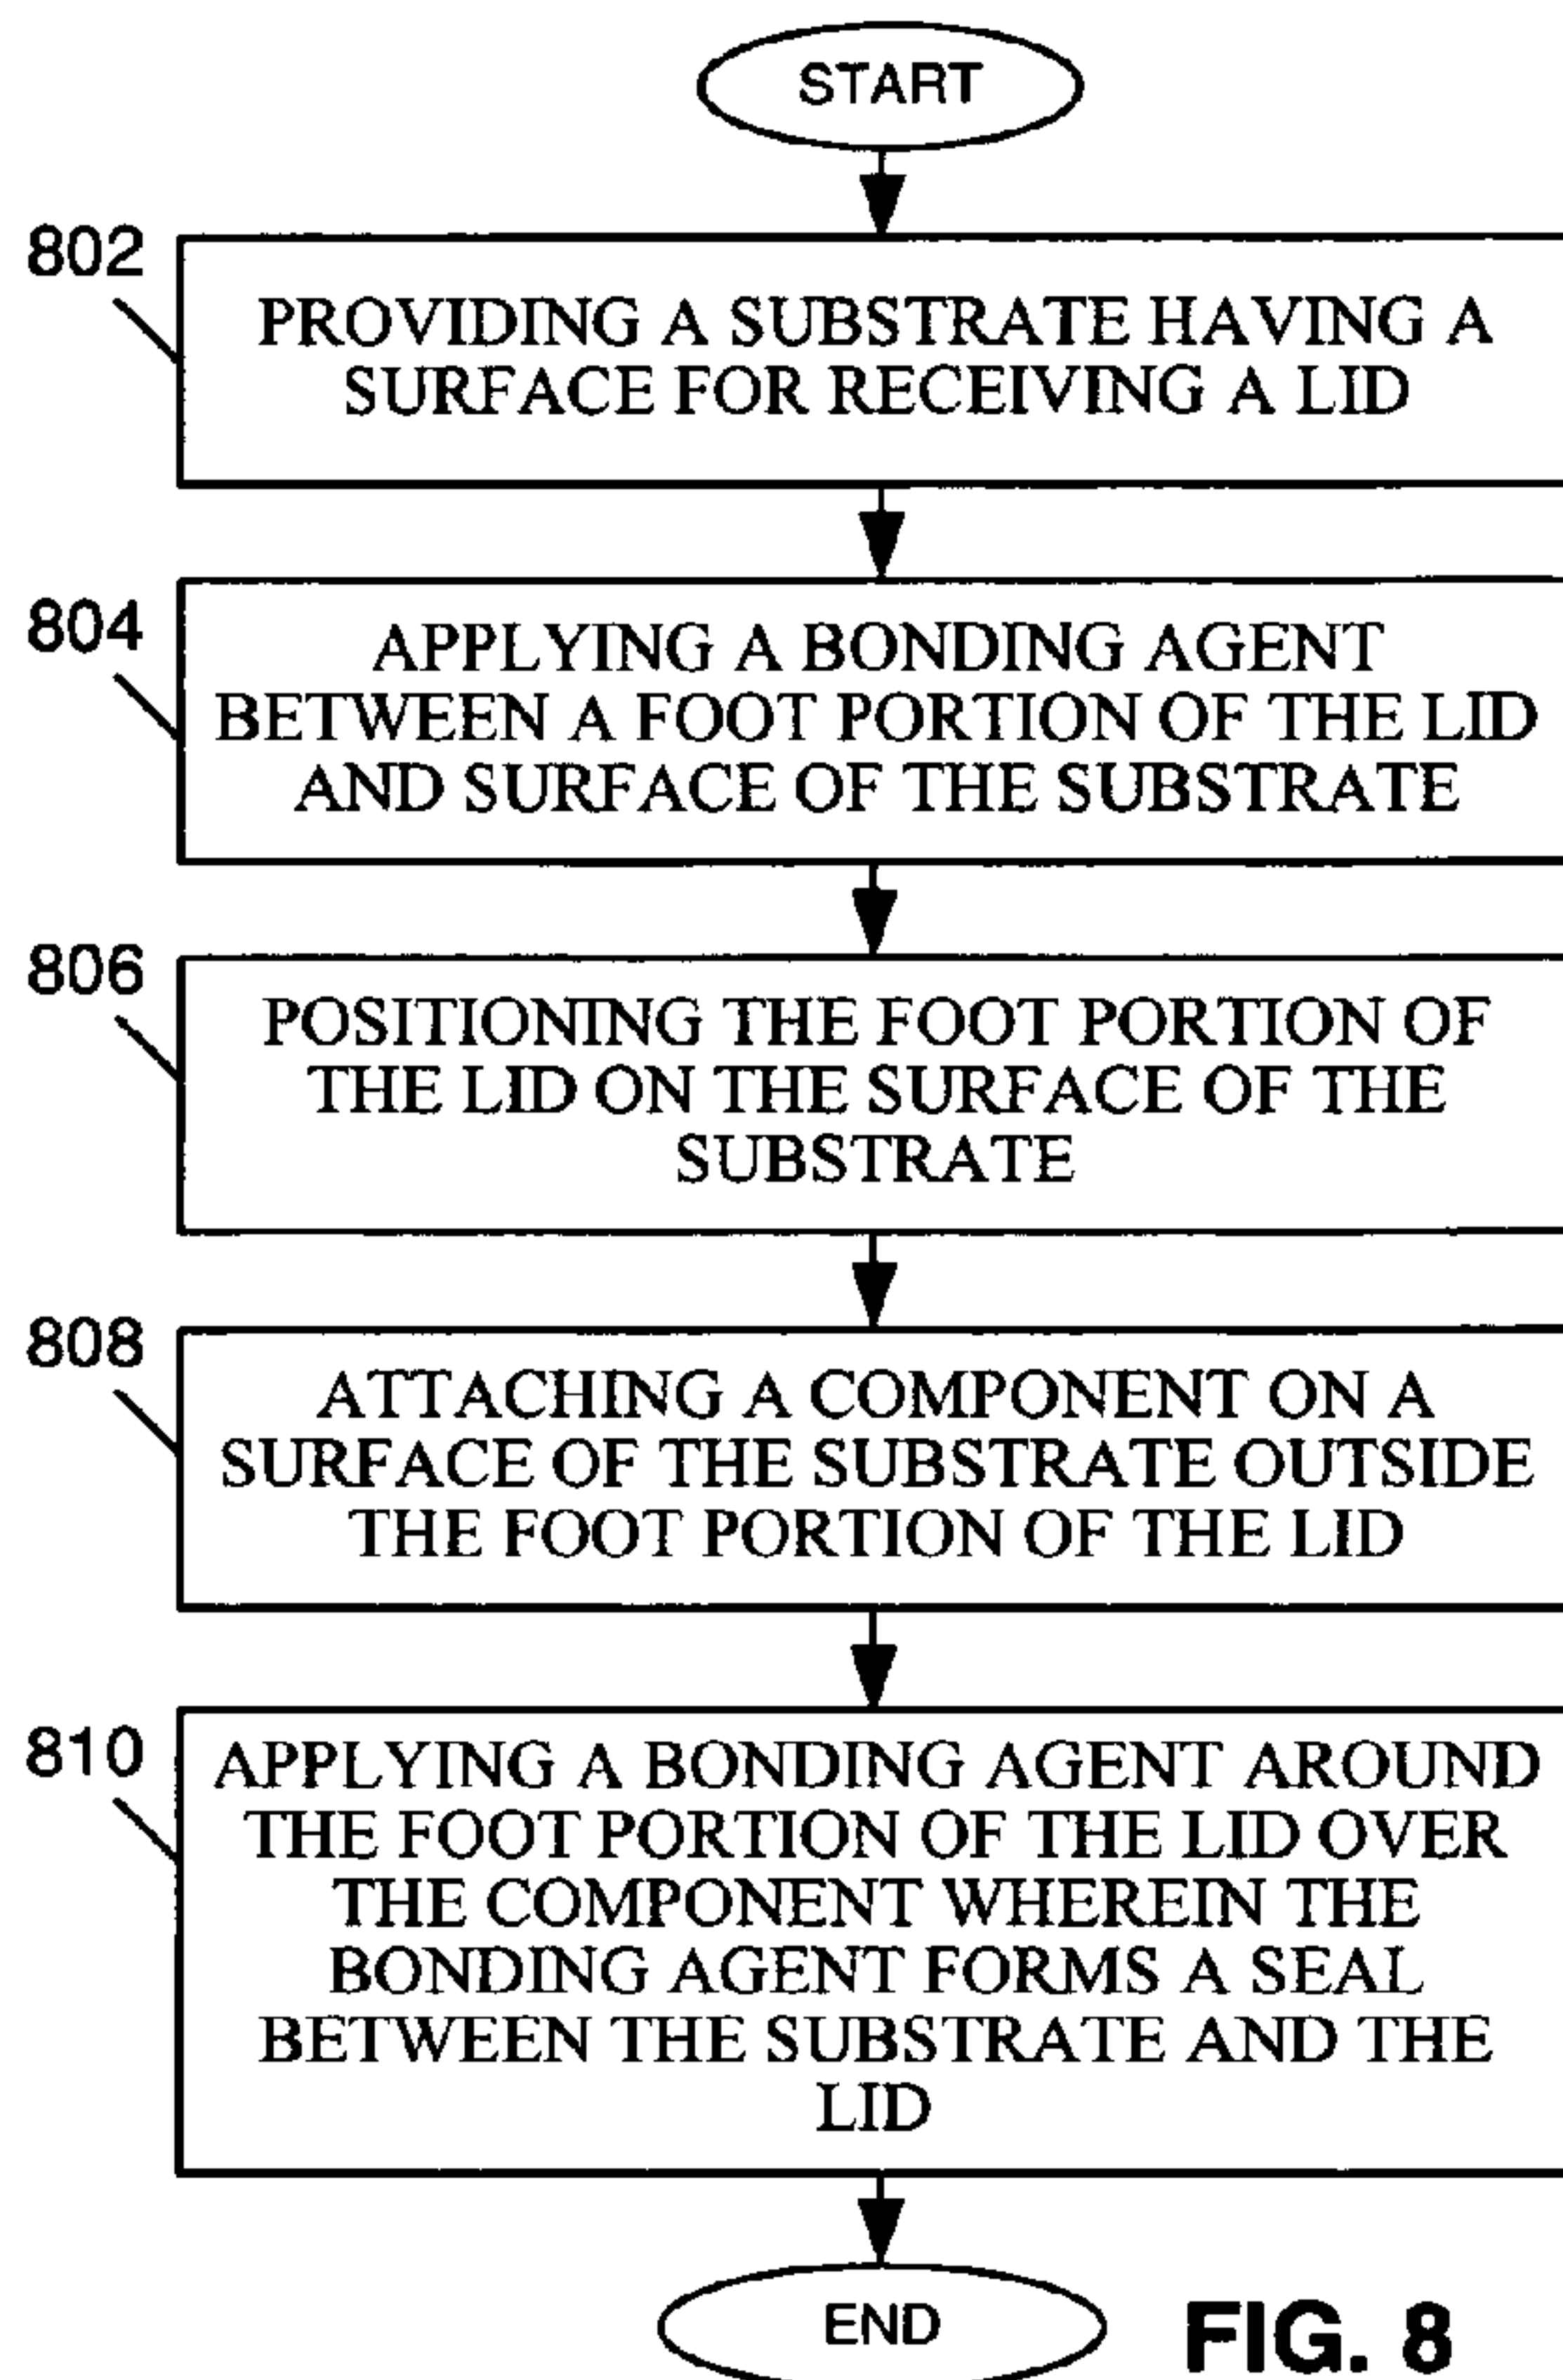 START
802
PROVIDING A SUBSTRATE HAVING A
SURFACE FOR RECEIVING A LID
804
APPLYING A BONDING AGENT
BETWEEN A FOOT PORTION OF THE LID
AND SURFACE OF THE SUBSTRATE
806
POSITIONING THE FOOT PORTION OF
THE LID ON THE SURFACE OF THE
SUBSTRATE
808
ATTACHING A COMPONENT ON A
SURFACE OF THE SUBSTRATE OUTSIDE
THE FOOT PORTION OF THE LID
810
APPLYING A BONDING AGENT AROUND
THE FOOT PORTION OF THE LID OVER
THE COMPONENT WHEREIN THE
BONDING AGENT FORMS A SEAL
BETWEEN THE SUBSTRATE AND THE
LID
END
FIG. 8